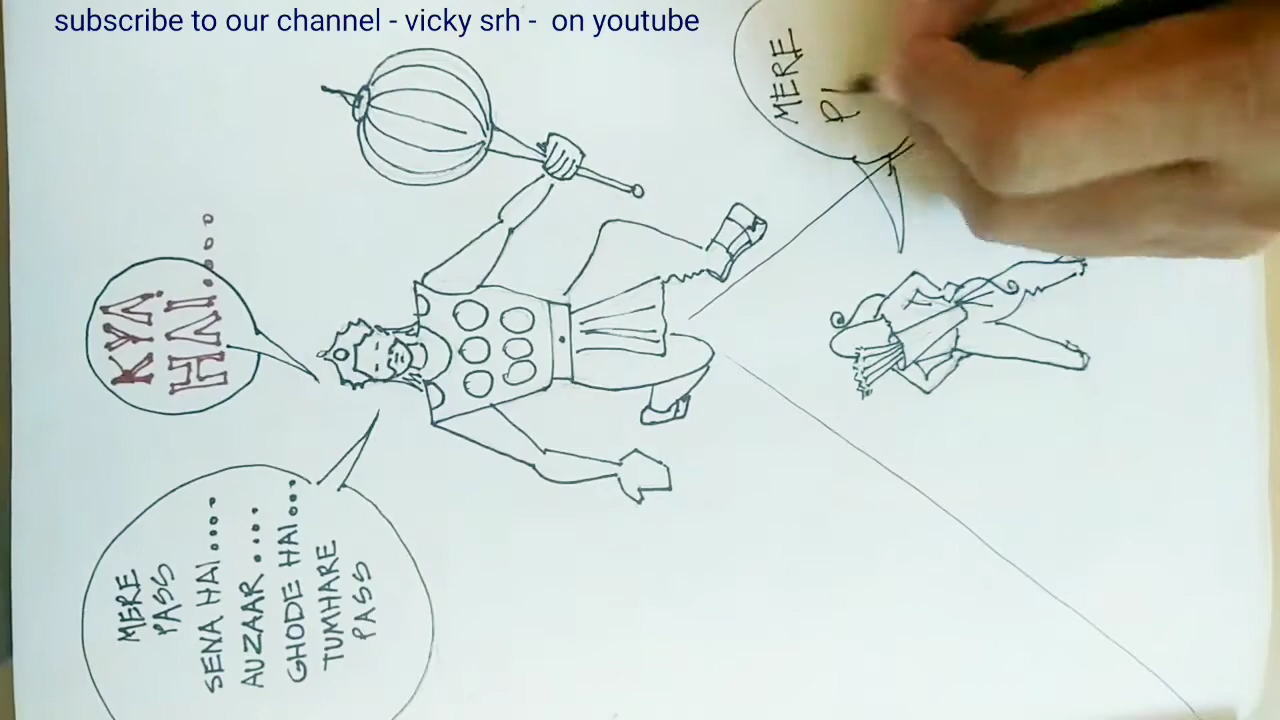 subscribe to our channel - vicky srh - on youtube
MERE
PASS
SENA HAI....
AUZAAR....
GHODE HAI...
TUMHARE
PASS
KYA
HAI....
MERE